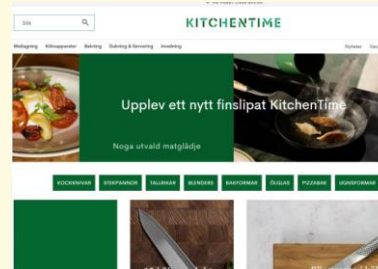 Sök
KITCHENTIME
Matlagning Köksapparater Bakning Dukning & Servering Inredning
Nyheter
Upplev ett nytt finslipat KitchenTime
Noga utvald matglädje
KOCKKNIVAR STEKPANNOR TALLRIKAR BLENDERS BAKFORMAR ÖLGLAS PIZZABAK UGNSFORMAR